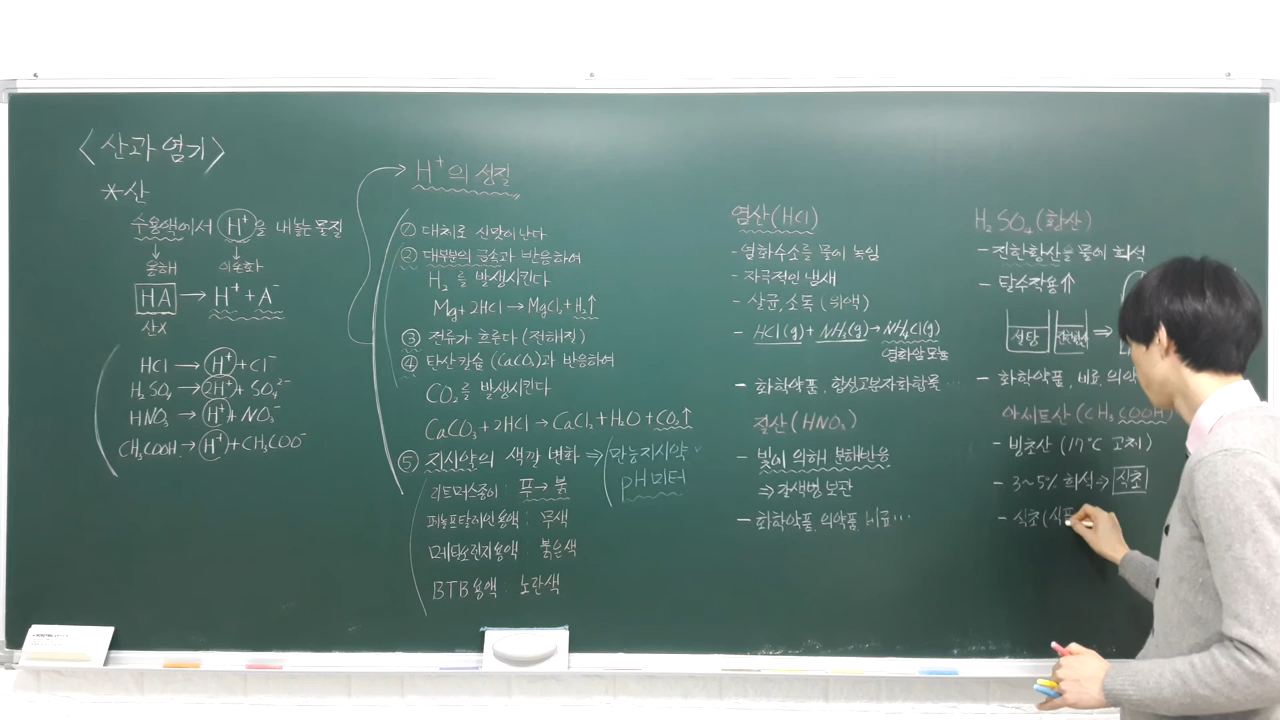 <산과 염기>
*산
수용액에서 H⁺을 내놓는 물질
↓ ↓
용해 이온화
HA → H⁺ + A⁻
산X
HCl → H⁺ + Cl⁻
H₂SO₄ → 2H⁺ + SO₄²⁻
HNO₃ → H⁺ + NO₃⁻
CH₃COOH → H⁺ + CH₃COO⁻
H⁺의 성질
① 대체로 신맛이 난다
② 대부분의 금속과 반응하여
H₂를 발생시킨다
Mg + 2HCl → MgCl₂ + H₂↑
③ 전류가 흐른다 (전해질)
④ 탄산칼슘 (CaCO₃)과 반응하여
CO₂를 발생시킨다
CaCO₃ + 2HCl → CaCl₂ + H₂O + CO₂↑
⑤ 지시약의 색깔 변화 ⇒ 만능지시약
pH미터
리트머스종이 : 푸 → 붉
페놀프탈레인용액 : 무색
메틸오렌지용액 : 붉은색
BTB용액 : 노란색
염산(HCl)
- 염화수소를 물에 녹임
- 자극적인 냄새
- 살균, 소독 (위액)
- HCl(g) + NH₃(g) → NH₄Cl(g)
염화암모늄
- 화학약품, 합성고분자화합물 …
질산(HNO₃)
- 빛에 의해 분해반응
⇒ 갈색병 보관
- 화학약품, 의약품, 비료…
H₂SO₄(황산)
- 진한황산을 물에 희석
- 탈수작용↑
설탕 ⇒
- 화학약품, 비료, 의약
아세트산 (CH₃COOH)
- 빙초산 (17°C 고체)
- 3~5% 희석 ⇒ 식초
- 식초(식